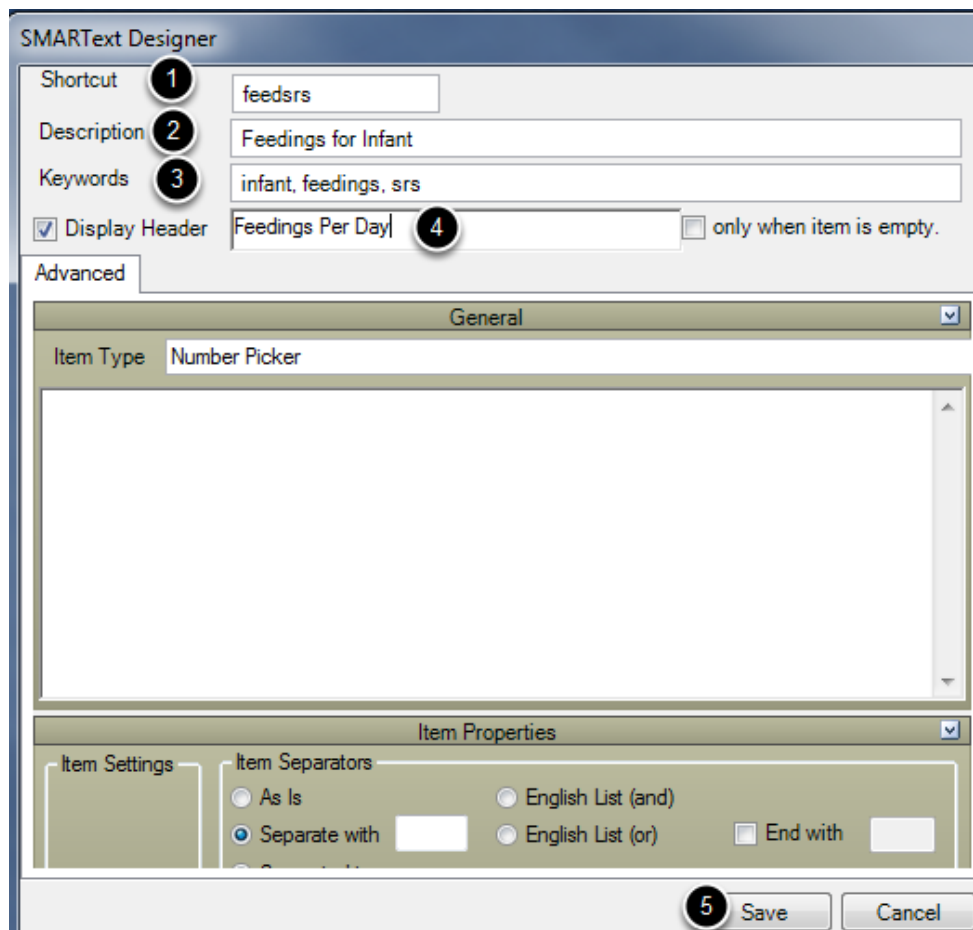 SMARText Designer
Shortcut 1 feedsrs
Description 2 Feedings for Infant
Keywords 3 infant, feedings, srs
Display Header Feedings Per Day 4 only when item is empty.
Advanced
General
Item Type Number Picker
Item Properties
Item Settings Item Separators
As Is English List (and)
Separate with English List (or) End with
5 Save Cancel